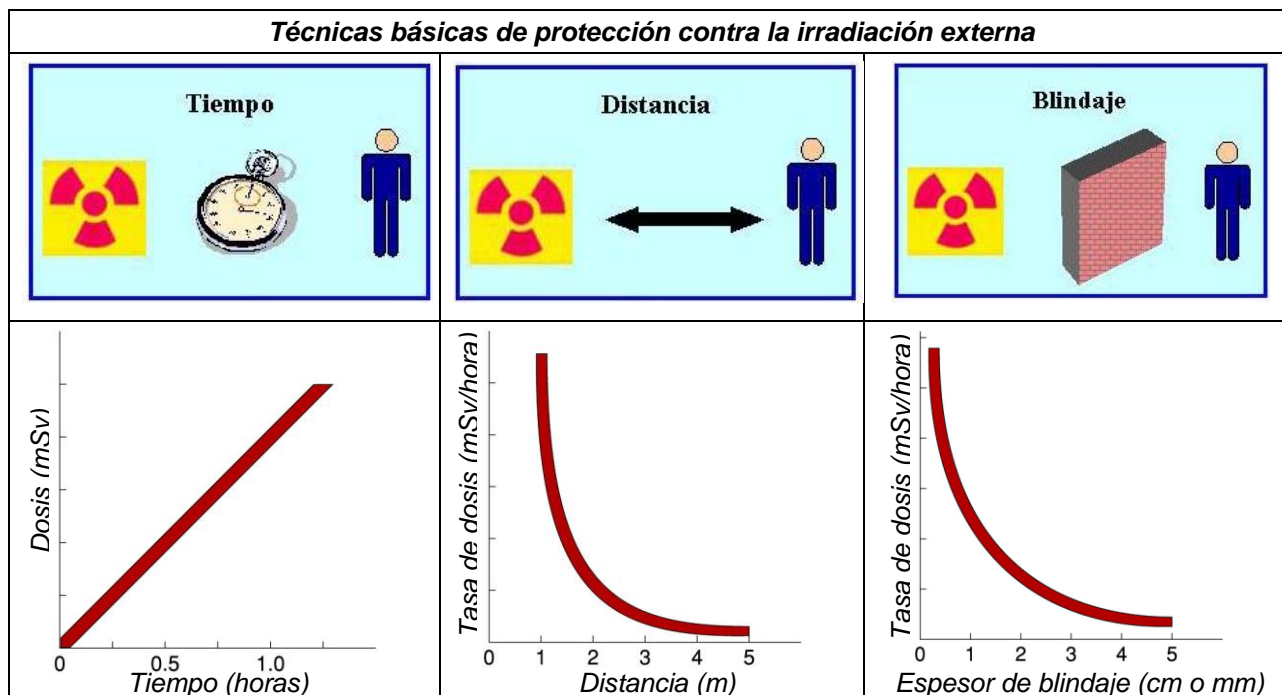 Técnicas básicas de protección contra la irradiación externa
Tiempo
Distancia
Blindaje
Dosis (mSv)
0
0.5
1.0
Tiempo (horas)
Tasa de dosis (mSv/hora)
0 1 2 3 4 5
Distancia (m)
Tasa de dosis (mSv/hora)
0 1 2 3 4 5
Espesor de blindaje (cm o mm)